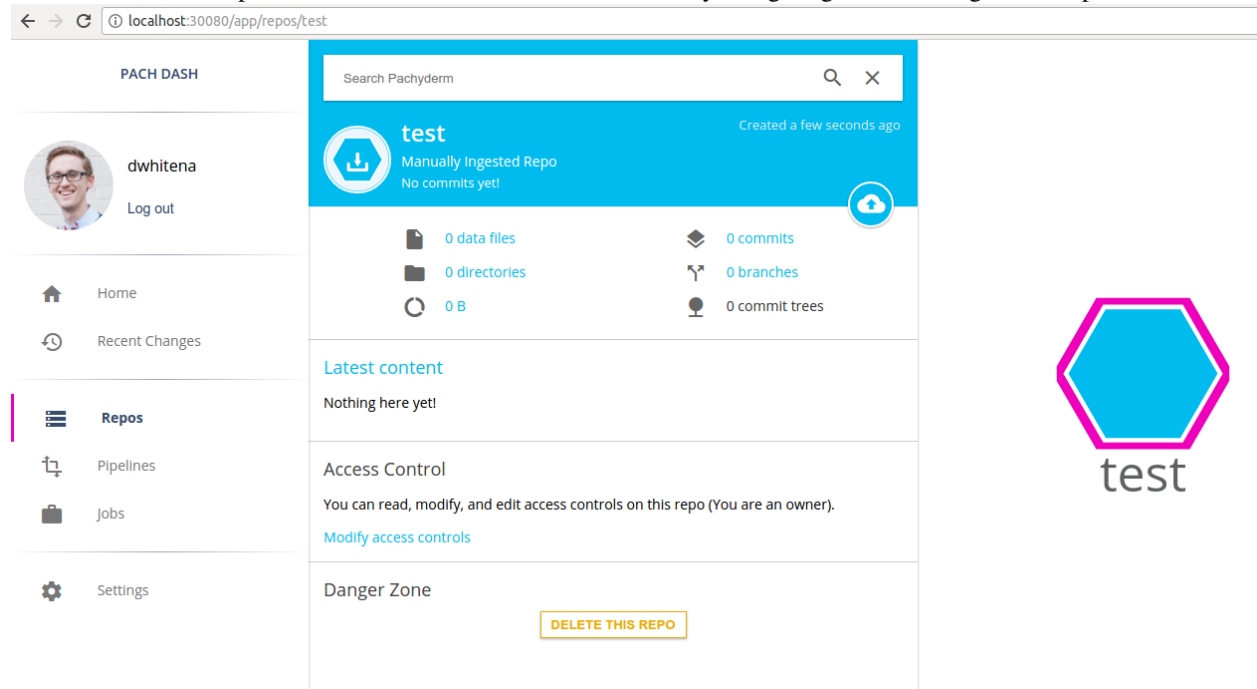 localhost:30080/app/repos/test
PACH DASH
dwhitena
Log out
Home
Recent Changes
Repos
Pipelines
Jobs
Settings
Search Pachyderm
test
Created a few seconds ago
Manually Ingested Repo
No commits yet!
0 data files
0 commits
0 directories
0 branches
0 B
0 commit trees
Latest content
Nothing here yet!
Access Control
You can read, modify, and edit access controls on this repo (You are an owner).
Modify access controls
Danger Zone
DELETE THIS REPO
test